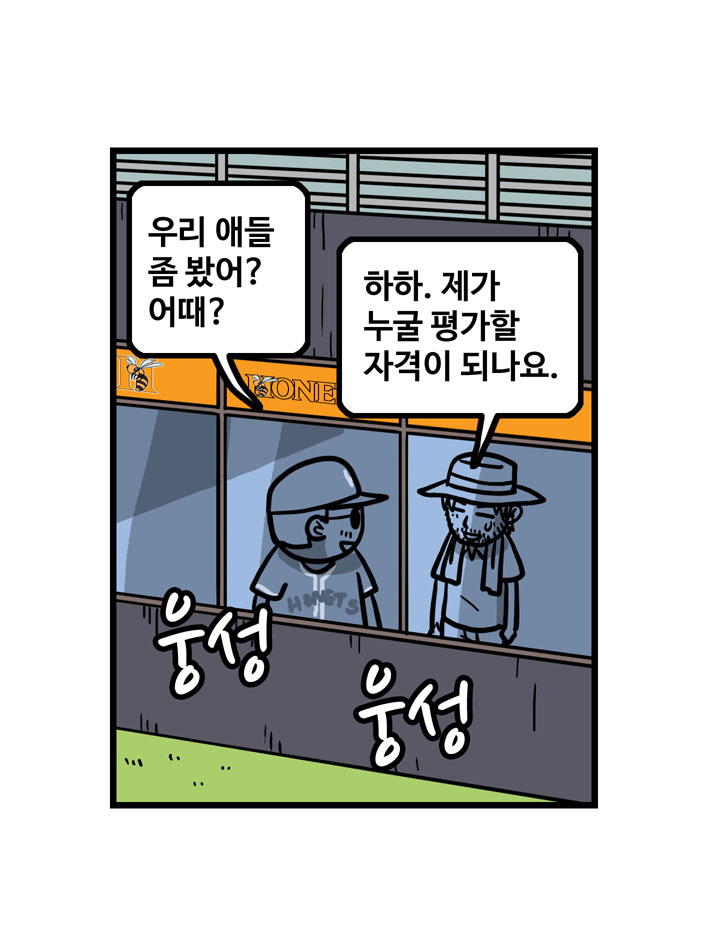 우리 애들
좀 봤어?
어때?
하하. 제가
누굴 평가할
자격이 되나요.
H
HONE
HONETS
웅성
웅성